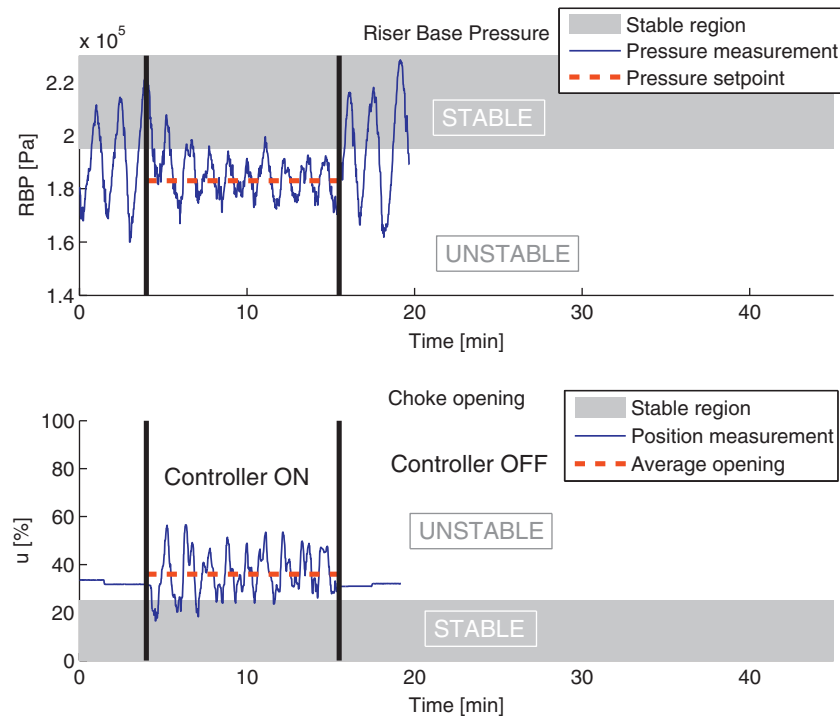 Riser Base Pressure
x 10⁵
Stable region
Pressure measurement
Pressure setpoint
2.2
2
1.8
1.6
1.4
RBP [Pa]
STABLE
UNSTABLE
0
10
20
30
40
Time [min]
Choke opening
Stable region
Position measurement
Average opening
100
80
60
40
20
0
u [%]
Controller ON
Controller OFF
UNSTABLE
STABLE
0
10
20
30
40
Time [min]